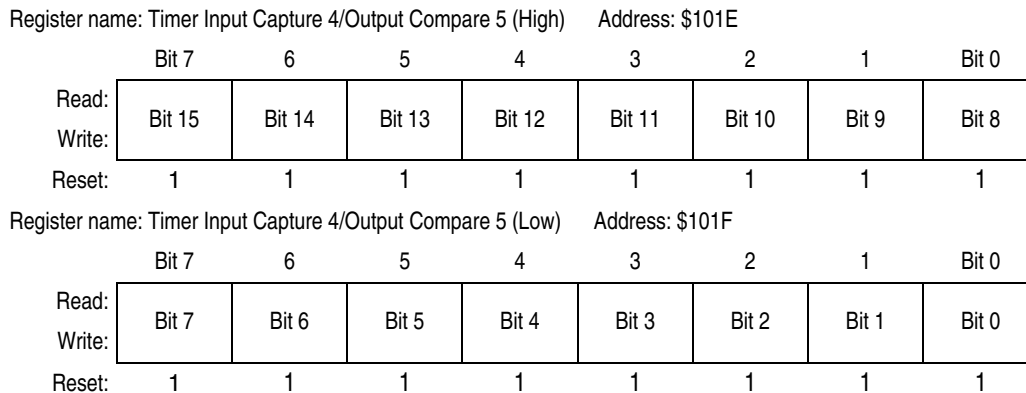 Register name: Timer Input Capture 4/Output Compare 5 (High) Address: $101E
Bit 7 6 5 4 3 2 1 Bit 0
Read:
Bit 15 Bit 14 Bit 13 Bit 12 Bit 11 Bit 10 Bit 9 Bit 8
Write:
Reset: 1 1 1 1 1 1 1 1
Register name: Timer Input Capture 4/Output Compare 5 (Low) Address: $101F
Bit 7 6 5 4 3 2 1 Bit 0
Read:
Bit 7 Bit 6 Bit 5 Bit 4 Bit 3 Bit 2 Bit 1 Bit 0
Write:
Reset: 1 1 1 1 1 1 1 1